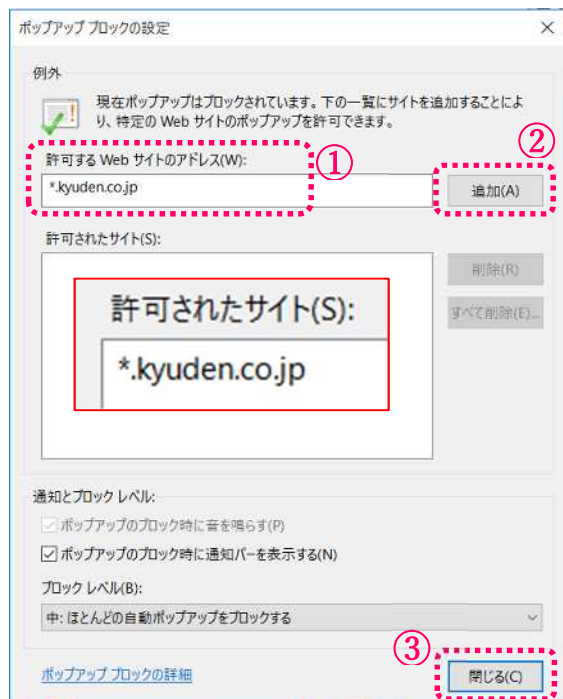 ポップアップ ブロックの設定
例外
現在ポップアップはブロックされています。下の一覧にサイトを追加することによ
り、特定の Web サイトのポップアップを許可できます。
②
許可する Web サイトのアドレス(W):
①
*.kyuden.co.jp
追加(A)
許可されたサイト(S):
削除(R)
すべて削除(E)...
許可されたサイト(S):
*.kyuden.co.jp
通知とブロック レベル:
ポップアップのブロック時に音を鳴らす(P)
ポップアップのブロック時に通知バーを表示する(N)
ブロック レベル(B):
中: ほとんどの自動ポップアップをブロックする
③
ポップアップ ブロックの詳細
閉じる(C)